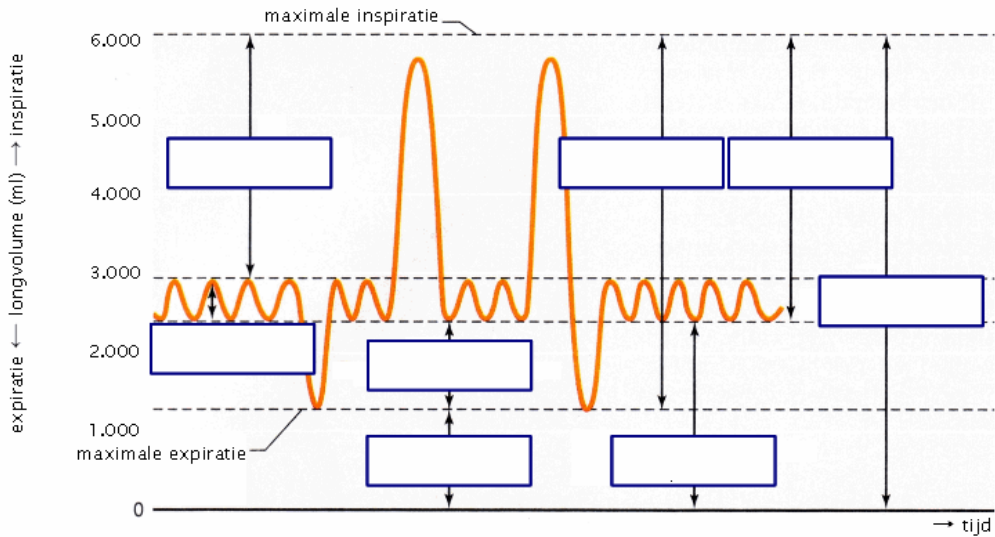 maximale inspiratie
6.000
5.000
4.000
3.000
2.000
1.000
0
expiratie ← longvolume (ml) → inspiratie
maximale expiratie
→ tijd